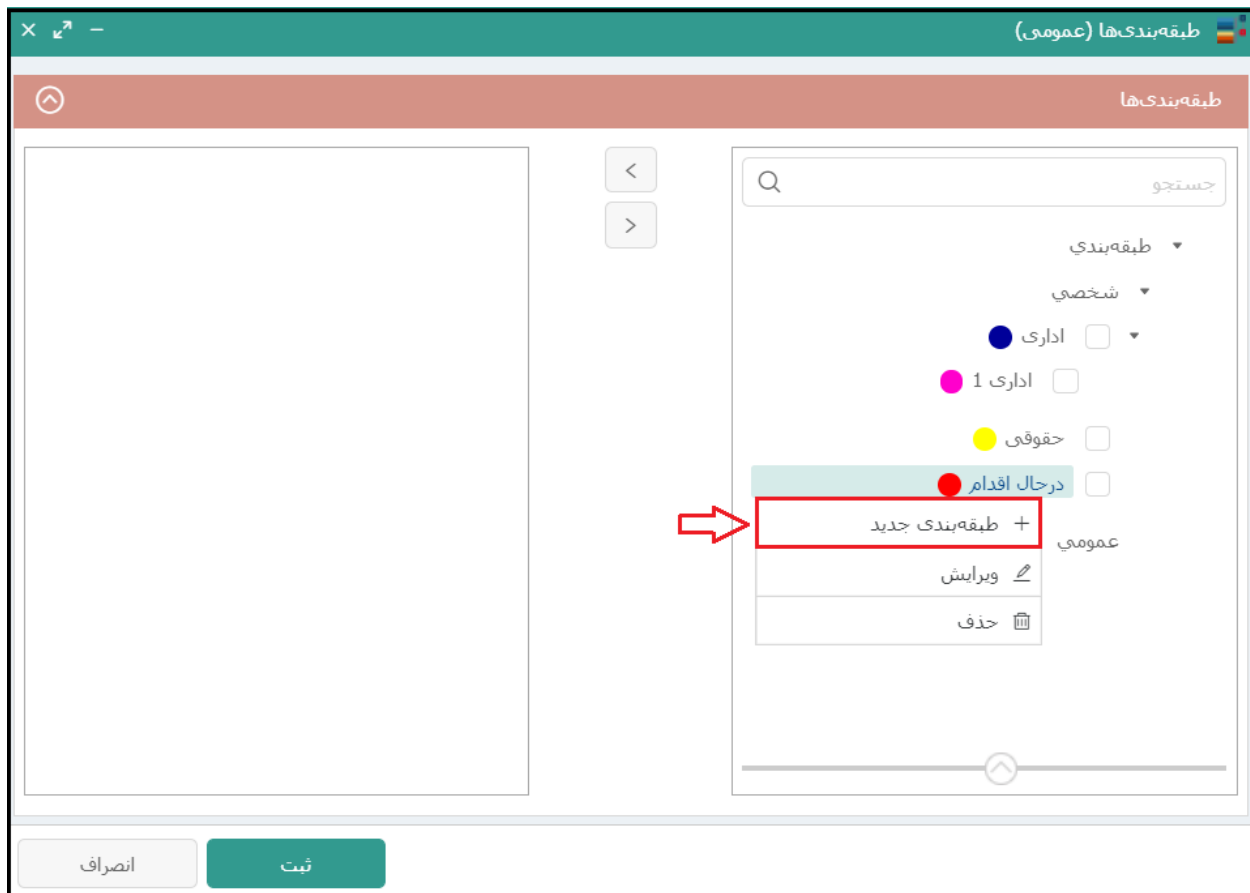 طبقه‌بندی‌ها (عمومی)
طبقه‌بندی‌ها
جستجو
طبقه‌بندي
شخصي
اداری
اداری 1
حقوقی
درحال اقدام
طبقه‌بندی جدید
عمومي
ویرایش
حذف
ثبت
انصراف